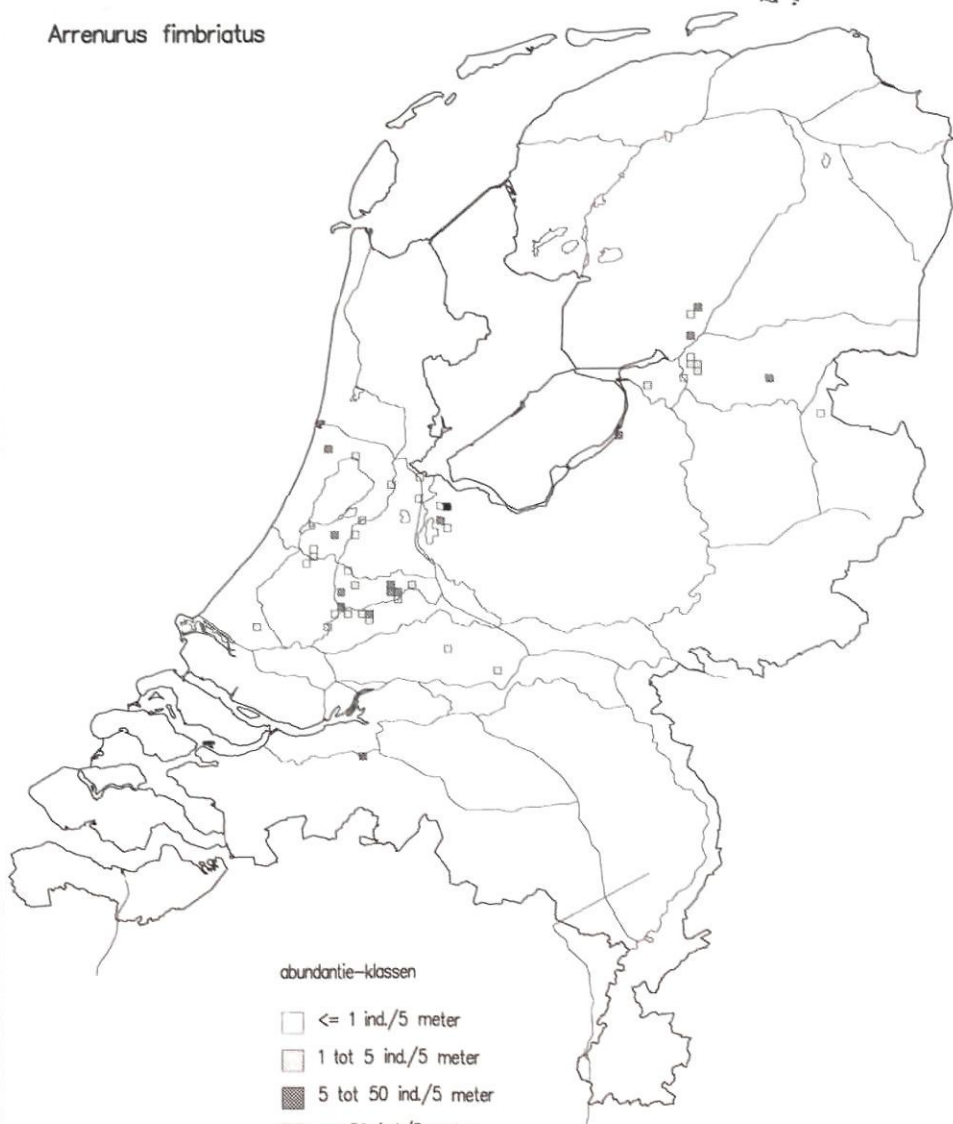 Arrenurus fimbriatus
abundantie-klassen
<= 1 ind./5 meter
1 tot 5 ind./5 meter
5 tot 50 ind./5 meter